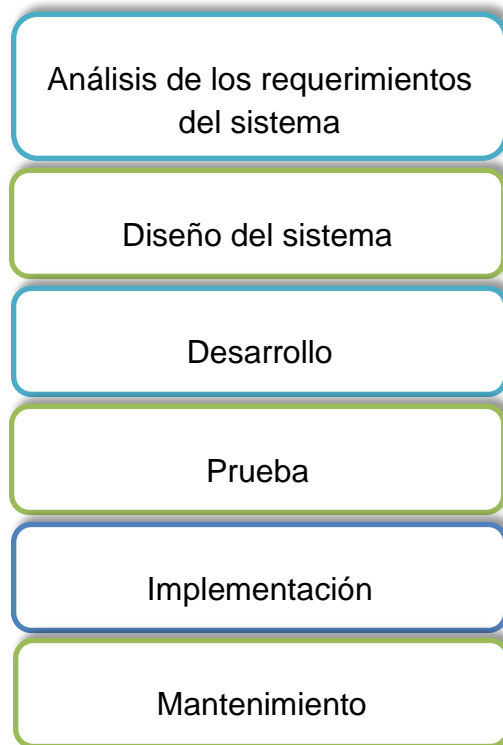 Análisis de los requerimientos
del sistema
Diseño del sistema
Desarrollo
Prueba
Implementación
Mantenimiento